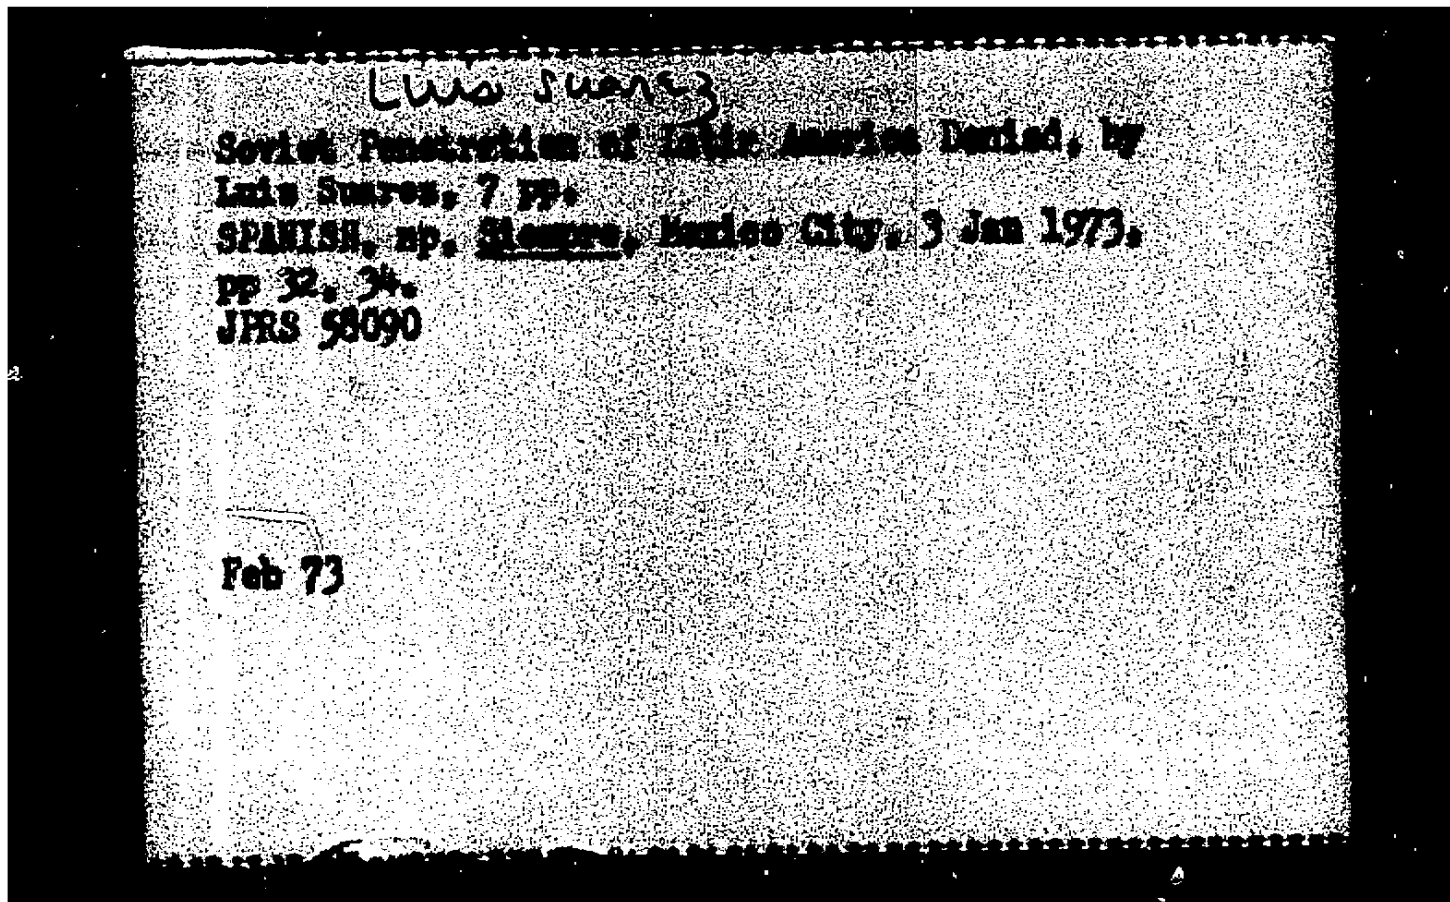 Luis Suarez
Soviet Penetration of Latin America Denied, by
Luis Suarez, 7 pp.
SPANISH, np, Siempre, Mexico City, 3 Jan 1973,
pp 32, 34.
JPRS 58090
Feb 73